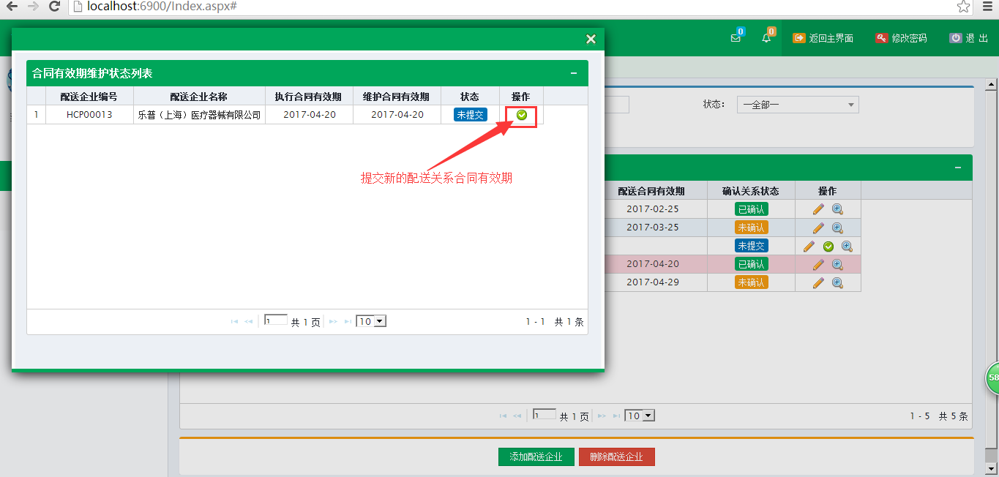 localhost:6900/Index.aspx#
0
0
返回主界面
修改密码
退 出
合同有效期维护状态列表
配送企业编号 配送企业名称 执行合同有效期 维护合同有效期 状态 操作
1 HCP00013 乐普（上海）医疗器械有限公司 2017-04-20 2017-04-20 未提交
提交新的配送关系合同有效期
1 共 1 页 10
1 - 1 共 1 条
状态： —全部—
配送合同有效期 确认关系状态 操作
2017-02-25 已确认
2017-03-25 未确认
未提交
2017-04-20 已确认
2017-04-29 未确认
58
1 共 1 页 10
1 - 5 共 5 条
添加配送企业 删除配送企业